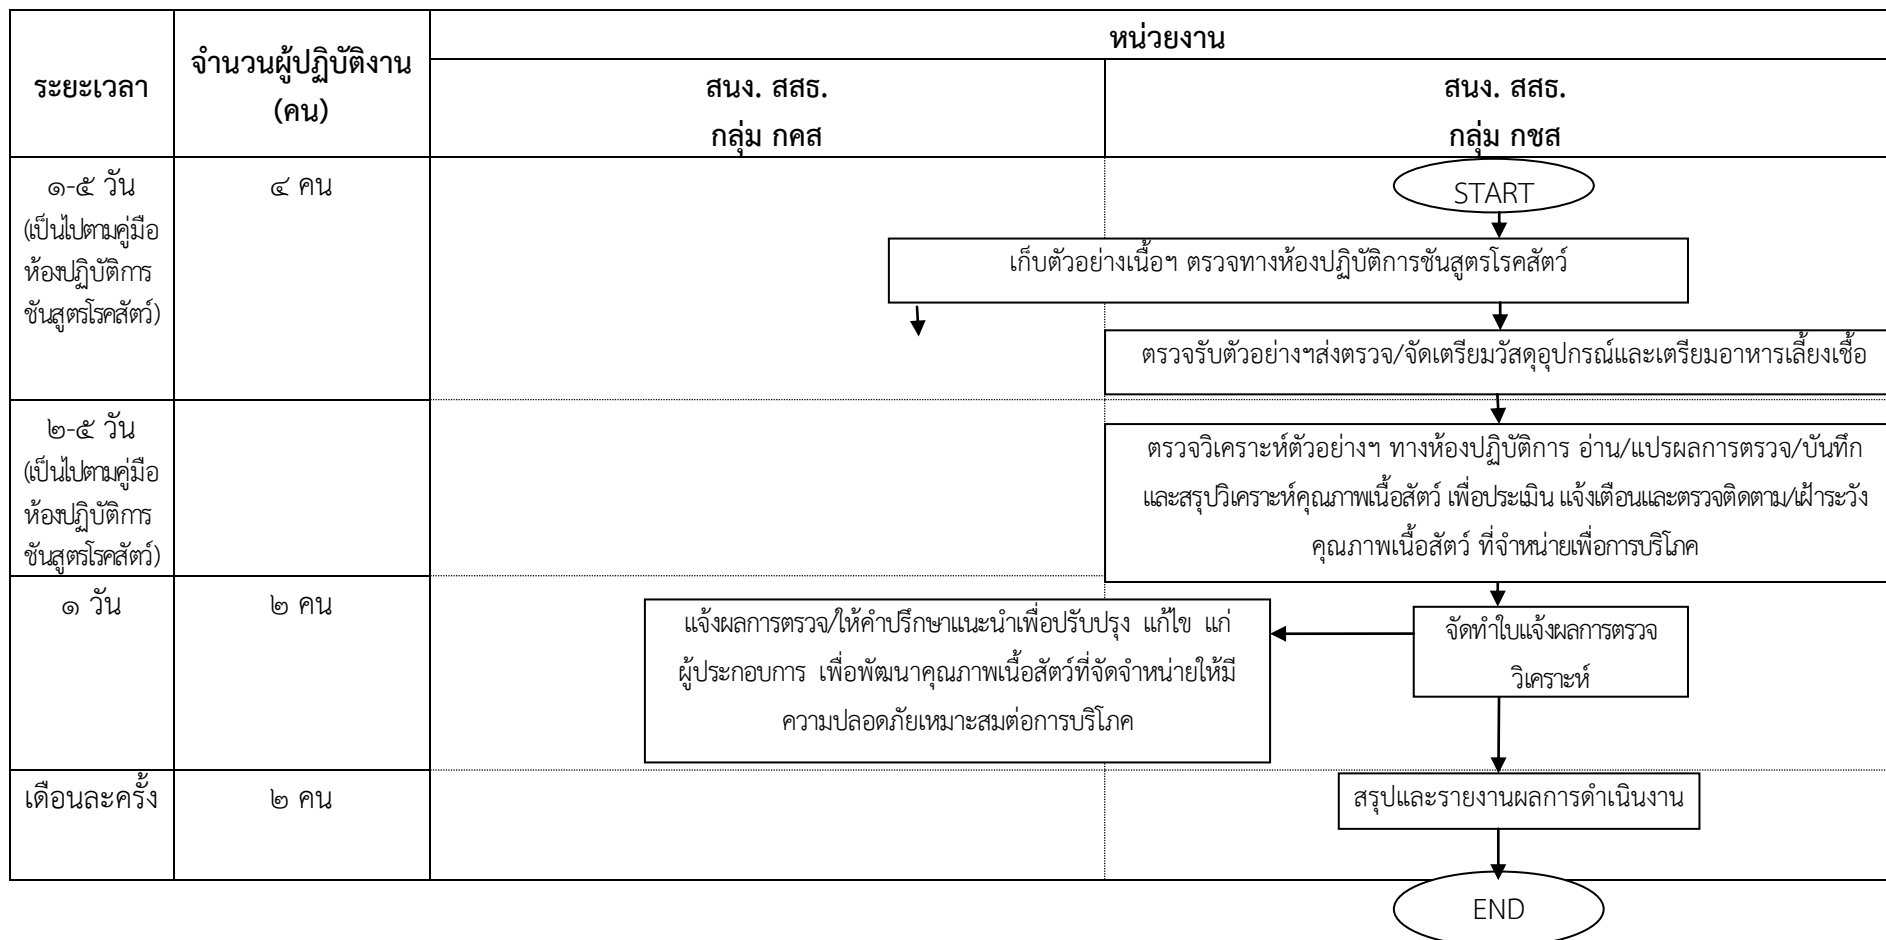 ระยะเวลา
จำนวนผู้ปฏิบัติงาน
(คน)
หน่วยงาน
สนง. สสธ.
กลุ่ม กคส
สนง. สสธ.
กลุ่ม กชส
๑-๕ วัน
(เป็นไปตามคู่มือ
ห้องปฏิบัติการ
ชันสูตรโรคสัตว์)
๔ คน
START
เก็บตัวอย่างเนื้อฯ ตรวจทางห้องปฏิบัติการชันสูตรโรคสัตว์
ตรวจรับตัวอย่างฯส่งตรวจ/จัดเตรียมวัสดุอุปกรณ์และเตรียมอาหารเลี้ยงเชื้อ
๒-๕ วัน
(เป็นไปตามคู่มือ
ห้องปฏิบัติการ
ชันสูตรโรคสัตว์)
ตรวจวิเคราะห์ตัวอย่างฯ ทางห้องปฏิบัติการ อ่าน/แปรผลการตรวจ/บันทึก
และสรุปวิเคราะห์คุณภาพเนื้อสัตว์ เพื่อประเมิน แจ้งเตือนและตรวจติดตาม/เฝ้าระวัง
คุณภาพเนื้อสัตว์ ที่จำหน่ายเพื่อการบริโภค
๑ วัน
๒ คน
แจ้งผลการตรวจ/ให้คำปรึกษาแนะนำเพื่อปรับปรุง แก้ไข แก่
ผู้ประกอบการ เพื่อพัฒนาคุณภาพเนื้อสัตว์ที่จัดจำหน่ายให้มี
ความปลอดภัยเหมาะสมต่อการบริโภค
จัดทำใบแจ้งผลการตรวจ
วิเคราะห์
เดือนละครั้ง
๒ คน
สรุปและรายงานผลการดำเนินงาน
END